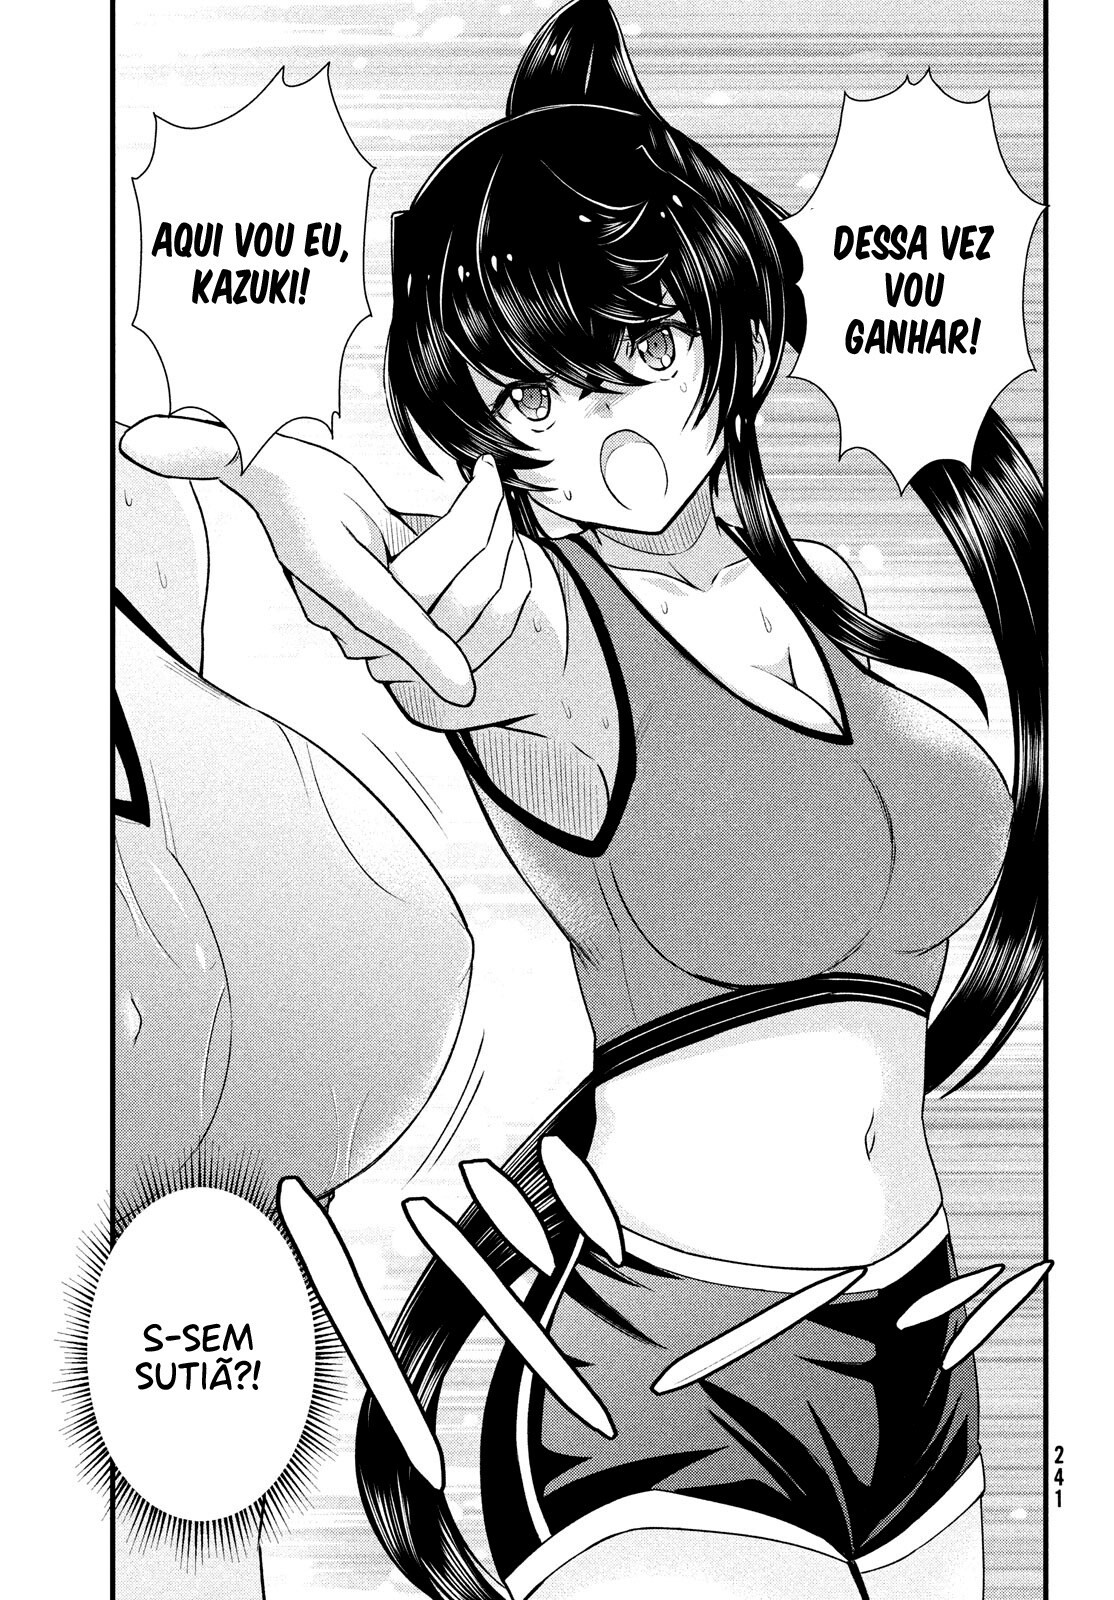 DESSA VEZ
VOU
GANHAR!
AQUI VOU EU,
KAZUKI!
S-SEM
SUTIÃ?!
241